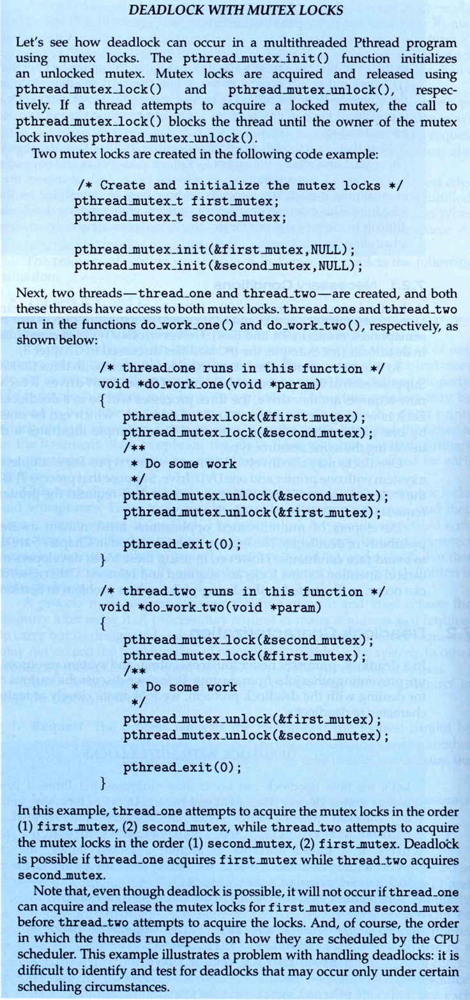 DEADLOCK WITH MUTEX LOCKS
Let's see how deadlock can occur in a multithreaded Pthread program
using mutex locks. The pthread_mutex_init() function initializes
an unlocked mutex. Mutex locks are acquired and released using
pthread_mutex_lock() and pthread_mutex_unlock(), respec-
tively. If a thread attempts to acquire a locked mutex, the call to
pthread_mutex_lock() blocks the thread until the owner of the mutex
lock invokes pthread_mutex_unlock().
Two mutex locks are created in the following code example:
/* Create and initialize the mutex locks */
pthread_mutex_t first_mutex;
pthread_mutex_t second_mutex;
pthread_mutex_init(&first_mutex,NULL);
pthread_mutex_init(&second_mutex,NULL);
Next, two threads—thread_one and thread_two—are created, and both
these threads have access to both mutex locks. thread_one and thread_two
run in the functions do_work_one() and do_work_two(), respectively, as
shown below:
/* thread_one runs in this function */
void *do_work_one(void *param)
{
pthread_mutex_lock(&first_mutex);
pthread_mutex_lock(&second_mutex);
/**
* Do some work
*/
pthread_mutex_unlock(&second_mutex);
pthread_mutex_unlock(&first_mutex);
pthread_exit(0);
}
/* thread_two runs in this function */
void *do_work_two(void *param)
{
pthread_mutex_lock(&second_mutex);
pthread_mutex_lock(&first_mutex);
/**
* Do some work
*/
pthread_mutex_unlock(&first_mutex);
pthread_mutex_unlock(&second_mutex);
pthread_exit(0);
}
In this example, thread_one attempts to acquire the mutex locks in the order
(1) first_mutex, (2) second_mutex, while thread_two attempts to acquire
the mutex locks in the order (1) second_mutex, (2) first_mutex. Deadlock
is possible if thread_one acquires first_mutex while thread_two acquires
second_mutex.
Note that, even though deadlock is possible, it will not occur if thread_one
can acquire and release the mutex locks for first_mutex and second_mutex
before thread_two attempts to acquire the locks. And, of course, the order
in which the threads run depends on how they are scheduled by the CPU
scheduler. This example illustrates a problem with handling deadlocks: it is
difficult to identify and test for deadlocks that may occur only under certain
scheduling circumstances.